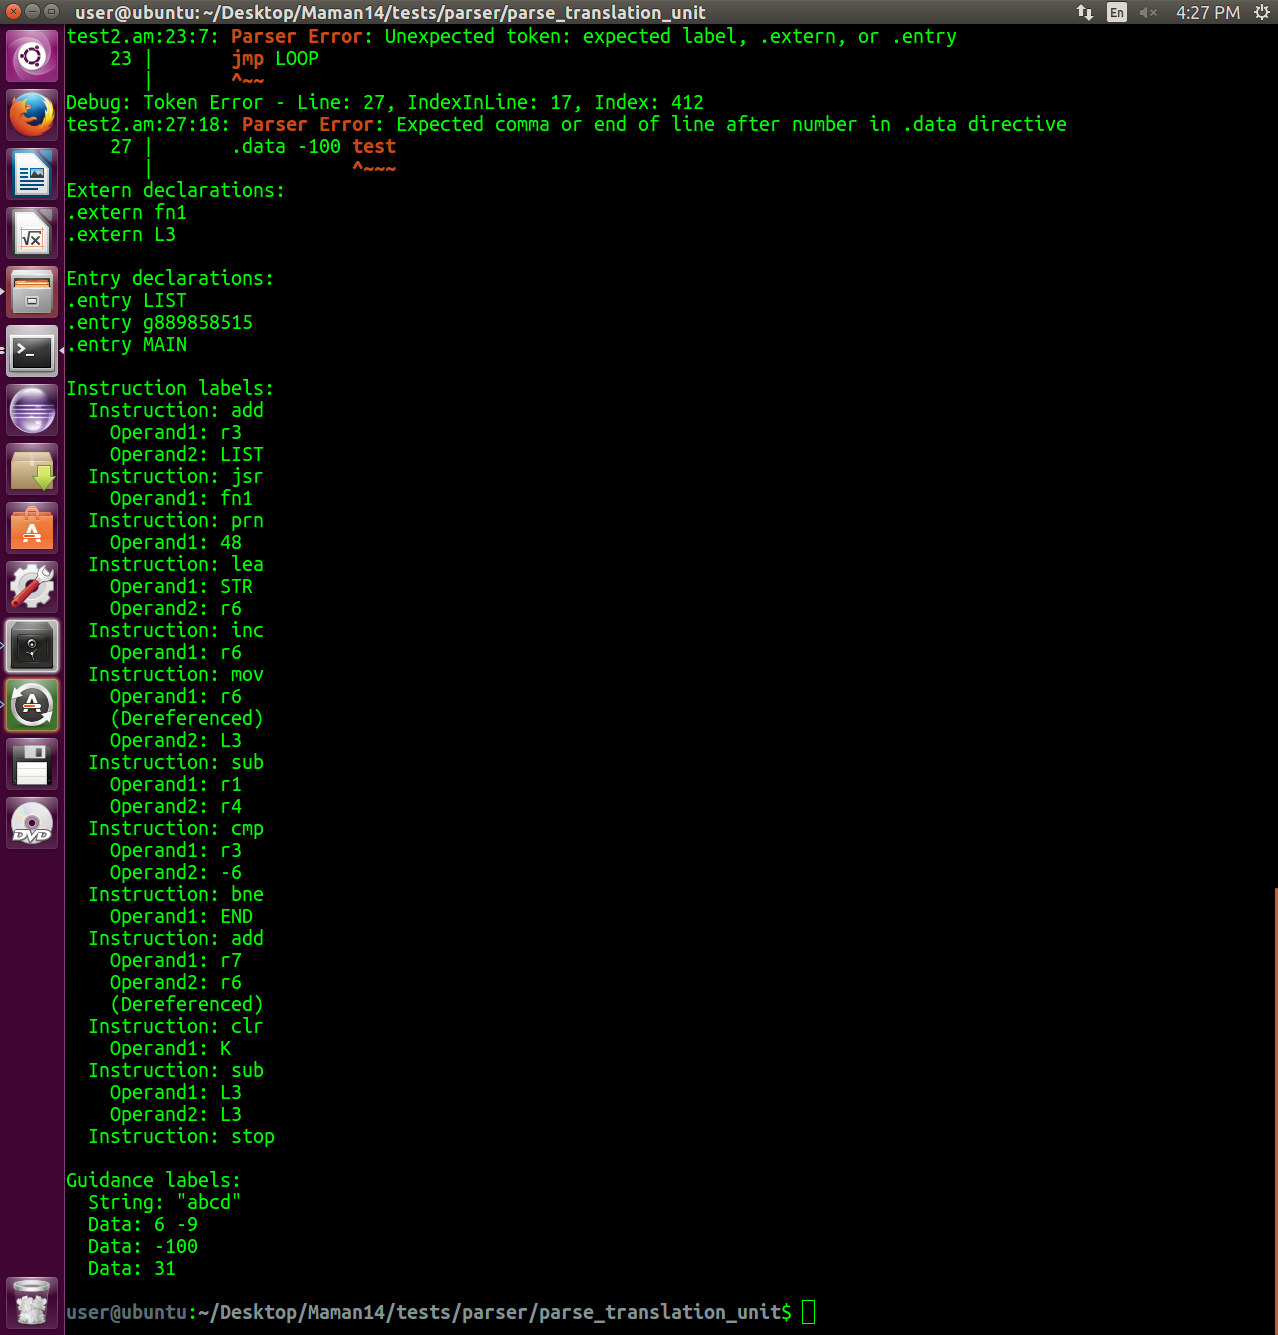 user@ubuntu: ~/Desktop/Maman14/tests/parser/parse_translation_unit
En
4:27 PM
test2.am:23:7: Parser Error: Unexpected token: expected label, .extern, or .entry
    23 |       jmp LOOP
       |       ^~~
Debug: Token Error - Line: 27, IndexInLine: 17, Index: 412
test2.am:27:18: Parser Error: Expected comma or end of line after number in .data directive
    27 |       .data -100 test
       |                  ^~~~
Extern declarations:
.extern fn1
.extern L3

Entry declarations:
.entry LIST
.entry g889858515
.entry MAIN

Instruction labels:
  Instruction: add
    Operand1: r3
    Operand2: LIST
  Instruction: jsr
    Operand1: fn1
  Instruction: prn
    Operand1: 48
  Instruction: lea
    Operand1: STR
    Operand2: r6
  Instruction: inc
    Operand1: r6
  Instruction: mov
    Operand1: r6
    (Dereferenced)
    Operand2: L3
  Instruction: sub
    Operand1: r1
    Operand2: r4
  Instruction: cmp
    Operand1: r3
    Operand2: -6
  Instruction: bne
    Operand1: END
  Instruction: add
    Operand1: r7
    Operand2: r6
    (Dereferenced)
  Instruction: clr
    Operand1: K
  Instruction: sub
    Operand1: L3
    Operand2: L3
  Instruction: stop

Guidance labels:
  String: "abcd"
  Data: 6 -9
  Data: -100
  Data: 31

user@ubuntu:~/Desktop/Maman14/tests/parser/parse_translation_unit$
DVD